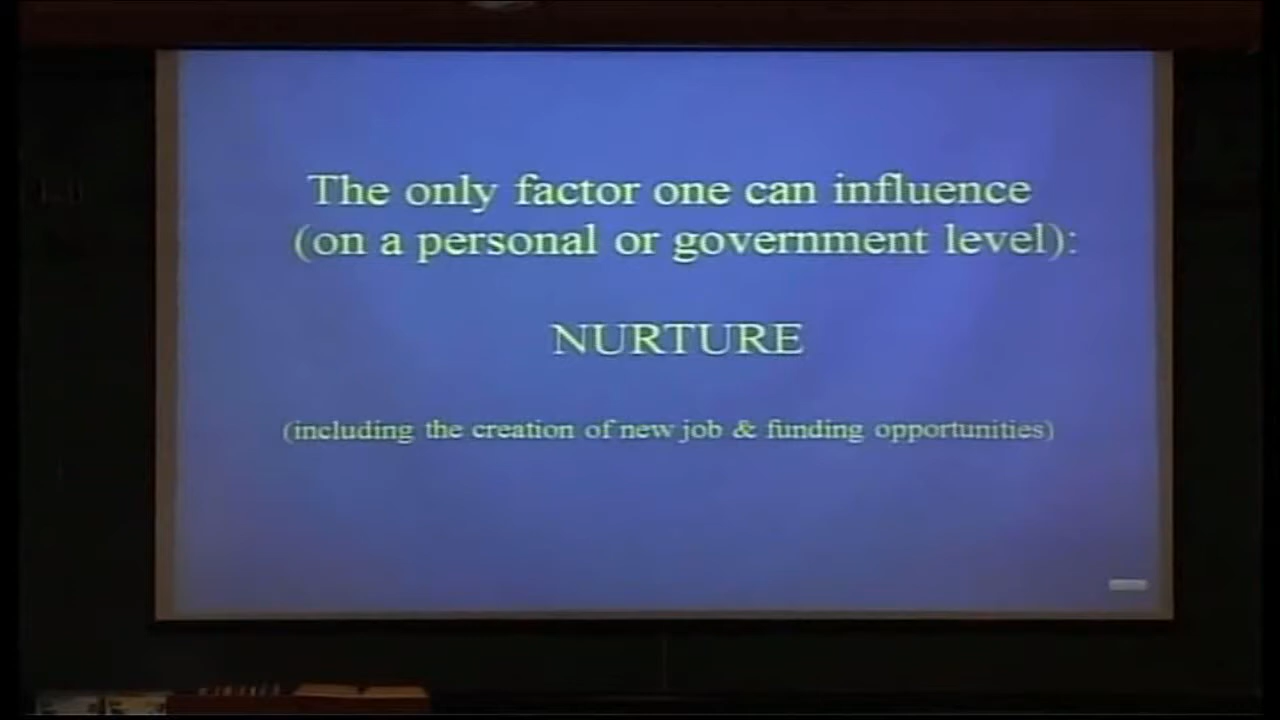 The only factor one can influence
(on a personal or government level):
NURTURE
(including the creation of new job & funding opportunities)